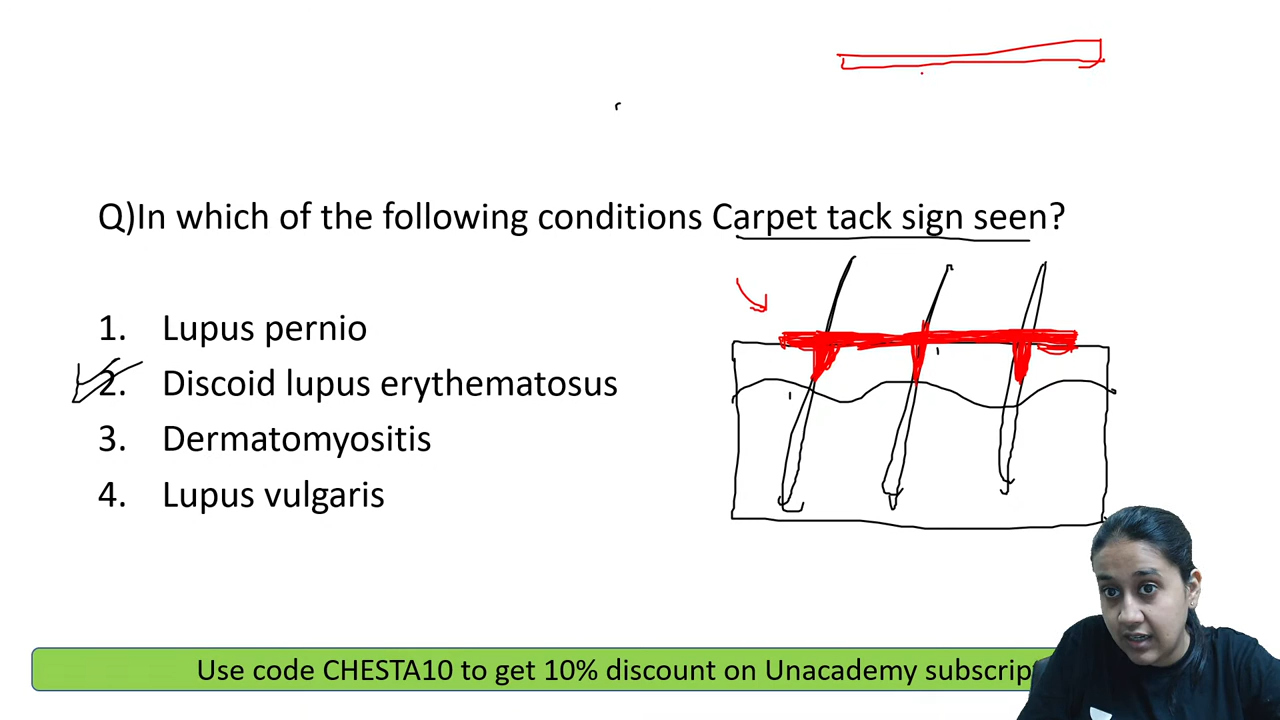 Q)In which of the following conditions Carpet tack sign seen?
1. Lupus pernio
2. Discoid lupus erythematosus
3. Dermatomyositis
4. Lupus vulgaris
Use code CHESTA10 to get 10% discount on Unacademy